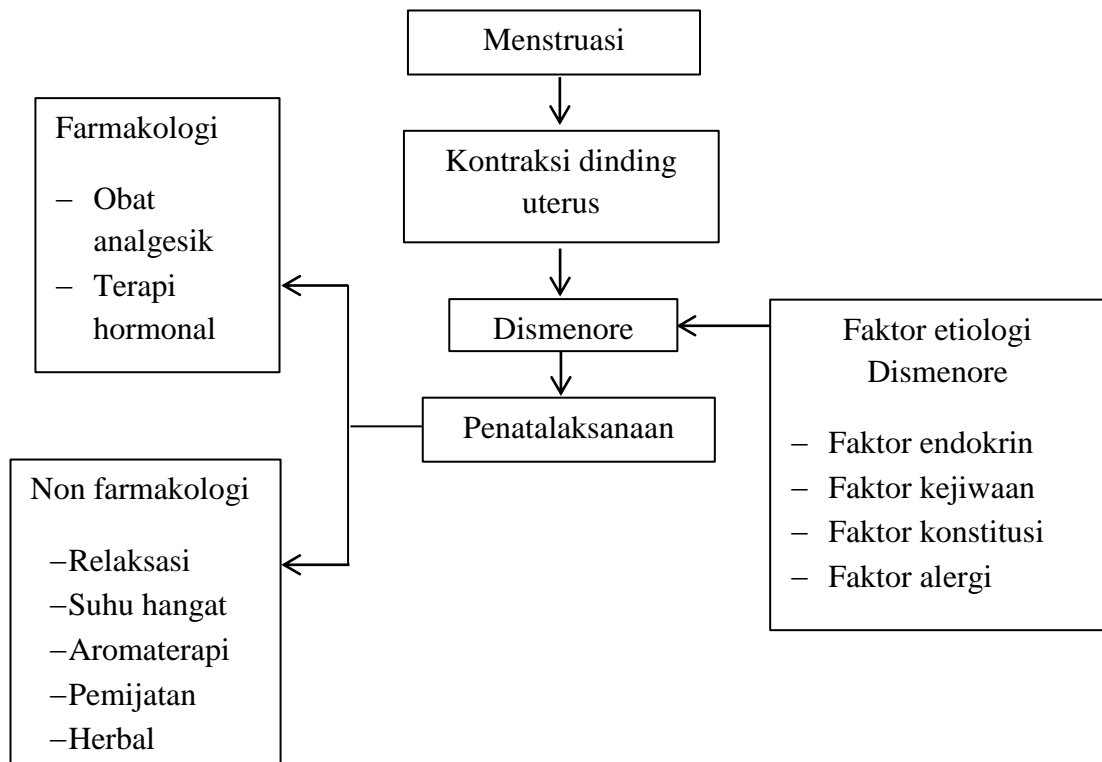 Menstruasi
Kontraksi dinding
uterus
Dismenore
Penatalaksanaan
Farmakologi
– Obat
analgesik
– Terapi
hormonal
Non farmakologi
–Relaksasi
–Suhu hangat
–Aromaterapi
–Pemijatan
–Herbal
Faktor etiologi
Dismenore
– Faktor endokrin
– Faktor kejiwaan
– Faktor konstitusi
– Faktor alergi